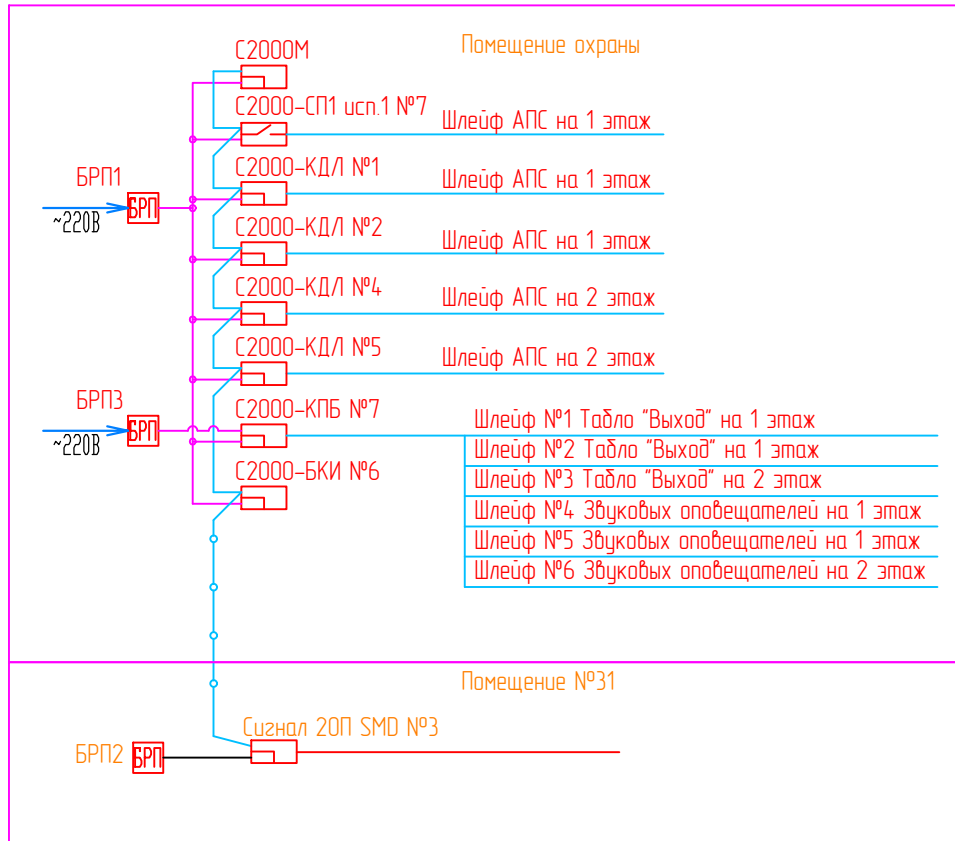 Помещение охраны
С2000М
С2000-СП1 исп.1 №7
Шлейф АПС на 1 этаж
С2000-КДЛ №1
Шлейф АПС на 1 этаж
БРП1
БРП
~220В
С2000-КДЛ №2
Шлейф АПС на 1 этаж
С2000-КДЛ №4
Шлейф АПС на 2 этаж
С2000-КДЛ №5
Шлейф АПС на 2 этаж
БРП3
БРП
~220В
С2000-КПБ №7
Шлейф №1 Табло "Выход" на 1 этаж
Шлейф №2 Табло "Выход" на 1 этаж
Шлейф №3 Табло "Выход" на 2 этаж
Шлейф №4 Звуковых оповещателей на 1 этаж
Шлейф №5 Звуковых оповещателей на 1 этаж
Шлейф №6 Звуковых оповещателей на 2 этаж
С2000-БКИ №6
Помещение №31
Сигнал 20П SMD №3
БРП2
БРП